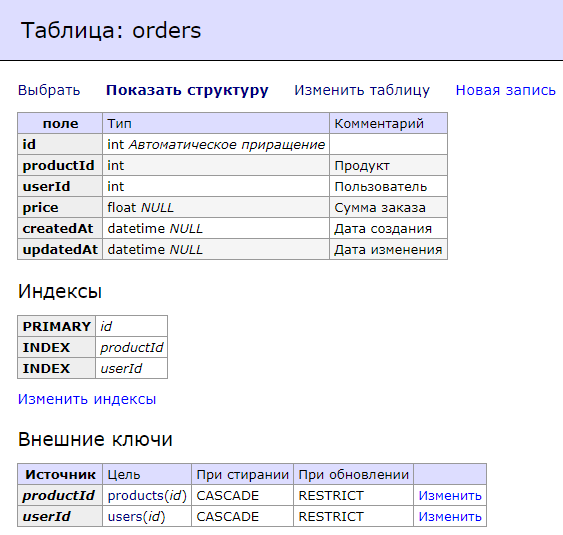 Таблица: orders
Выбрать Показать структуру Изменить таблицу Новая запись
поле Тип Комментарий
id int Автоматическое приращение
productId int Продукт
userId int Пользователь
price float NULL Сумма заказа
createdAt datetime NULL Дата создания
updatedAt datetime NULL Дата изменения
Индексы
PRIMARY id
INDEX productId
INDEX userId
Изменить индексы
Внешние ключи
Источник Цель При стирании При обновлении
productId products(id) CASCADE RESTRICT Изменить
userId users(id) CASCADE RESTRICT Изменить